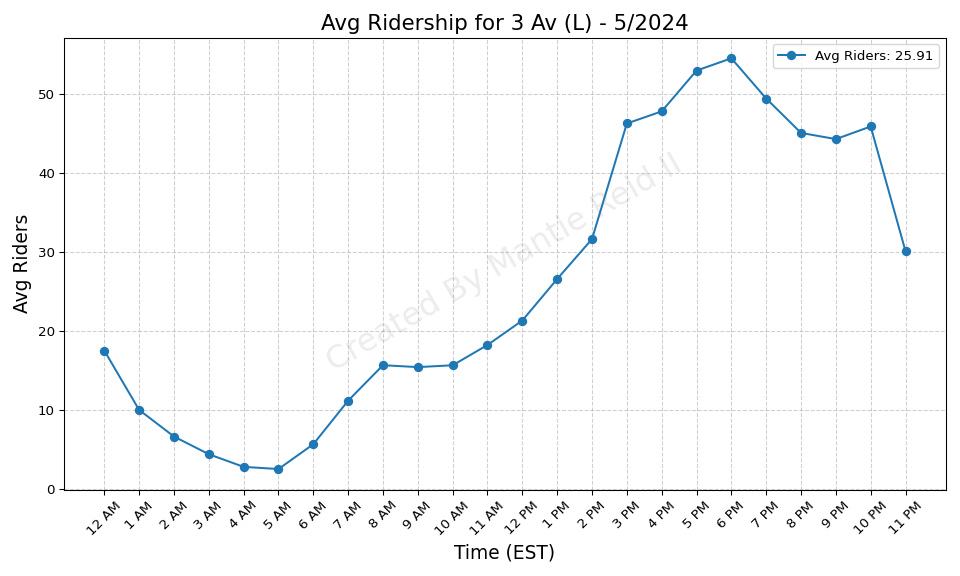 Avg Ridership for 3 Av (L) - 5/2024
Avg Riders: 25.91
Avg Riders
50
40
30
20
10
0
Created By Mantie Reid II
12 AM
1 AM
2 AM
3 AM
4 AM
5 AM
6 AM
7 AM
8 AM
9 AM
10 AM
11 AM
12 PM
1 PM
2 PM
3 PM
4 PM
5 PM
6 PM
7 PM
8 PM
9 PM
10 PM
11 PM
Time (EST)